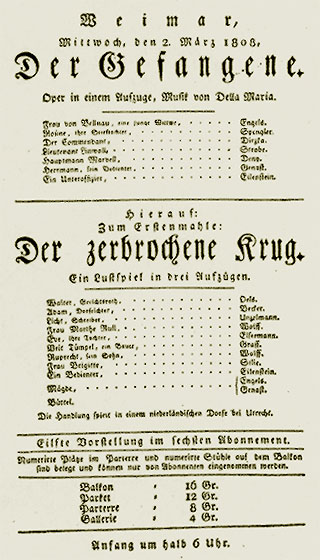 Weimar,
Mittwoch, den 2. März 1808,
Der Gefangene.
Oper in einem Aufzuge, Musik von Della Maria.
Frau von Bellnau, eine junge Wittwe, Engels.
Rosine, ihre Stieftochter, Spengler.
Der Commendant, Dirzka.
Lieutenant Linwall, Strobe.
Hauptmann Marvell, Deny.
Herrmann, sein Bedienter, Genast.
Ein Unterofficier, Eilenstein.
Hierauf:
Zum Erstenmahle:
Der zerbrochene Krug.
Ein Lustspiel in drei Aufzügen.
Walter, Gerichtsrath, Oels.
Adam, Dorfrichter, Becker.
Licht, Schreiber, Unzelmann.
Frau Marthe Rull, Wolff.
Eve, ihre Tochter, Elsermann.
Veit Tümpel, ein Bauer, Graff.
Ruprecht, sein Sohn, Wolff.
Frau Brigitte, Silie.
Ein Bedienter, Eilenstein.
Mägde, Engels.
Genast.
Büttel.
Die Handlung spielt in einem niederländischen Dorfe bei Utrecht.
Eilfte Vorstellung im sechsten Abonnement.
Numerirte Plätze im Parterre und numerirte Stühle auf dem Balkon
sind belegt und können nur von Abonnenten eingenommen werden.
Balkon = 16 Gr.
Parket = 12 Gr.
Parterre = 8 Gr.
Gallerie = 4 Gr.
Anfang um halb 6 Uhr.